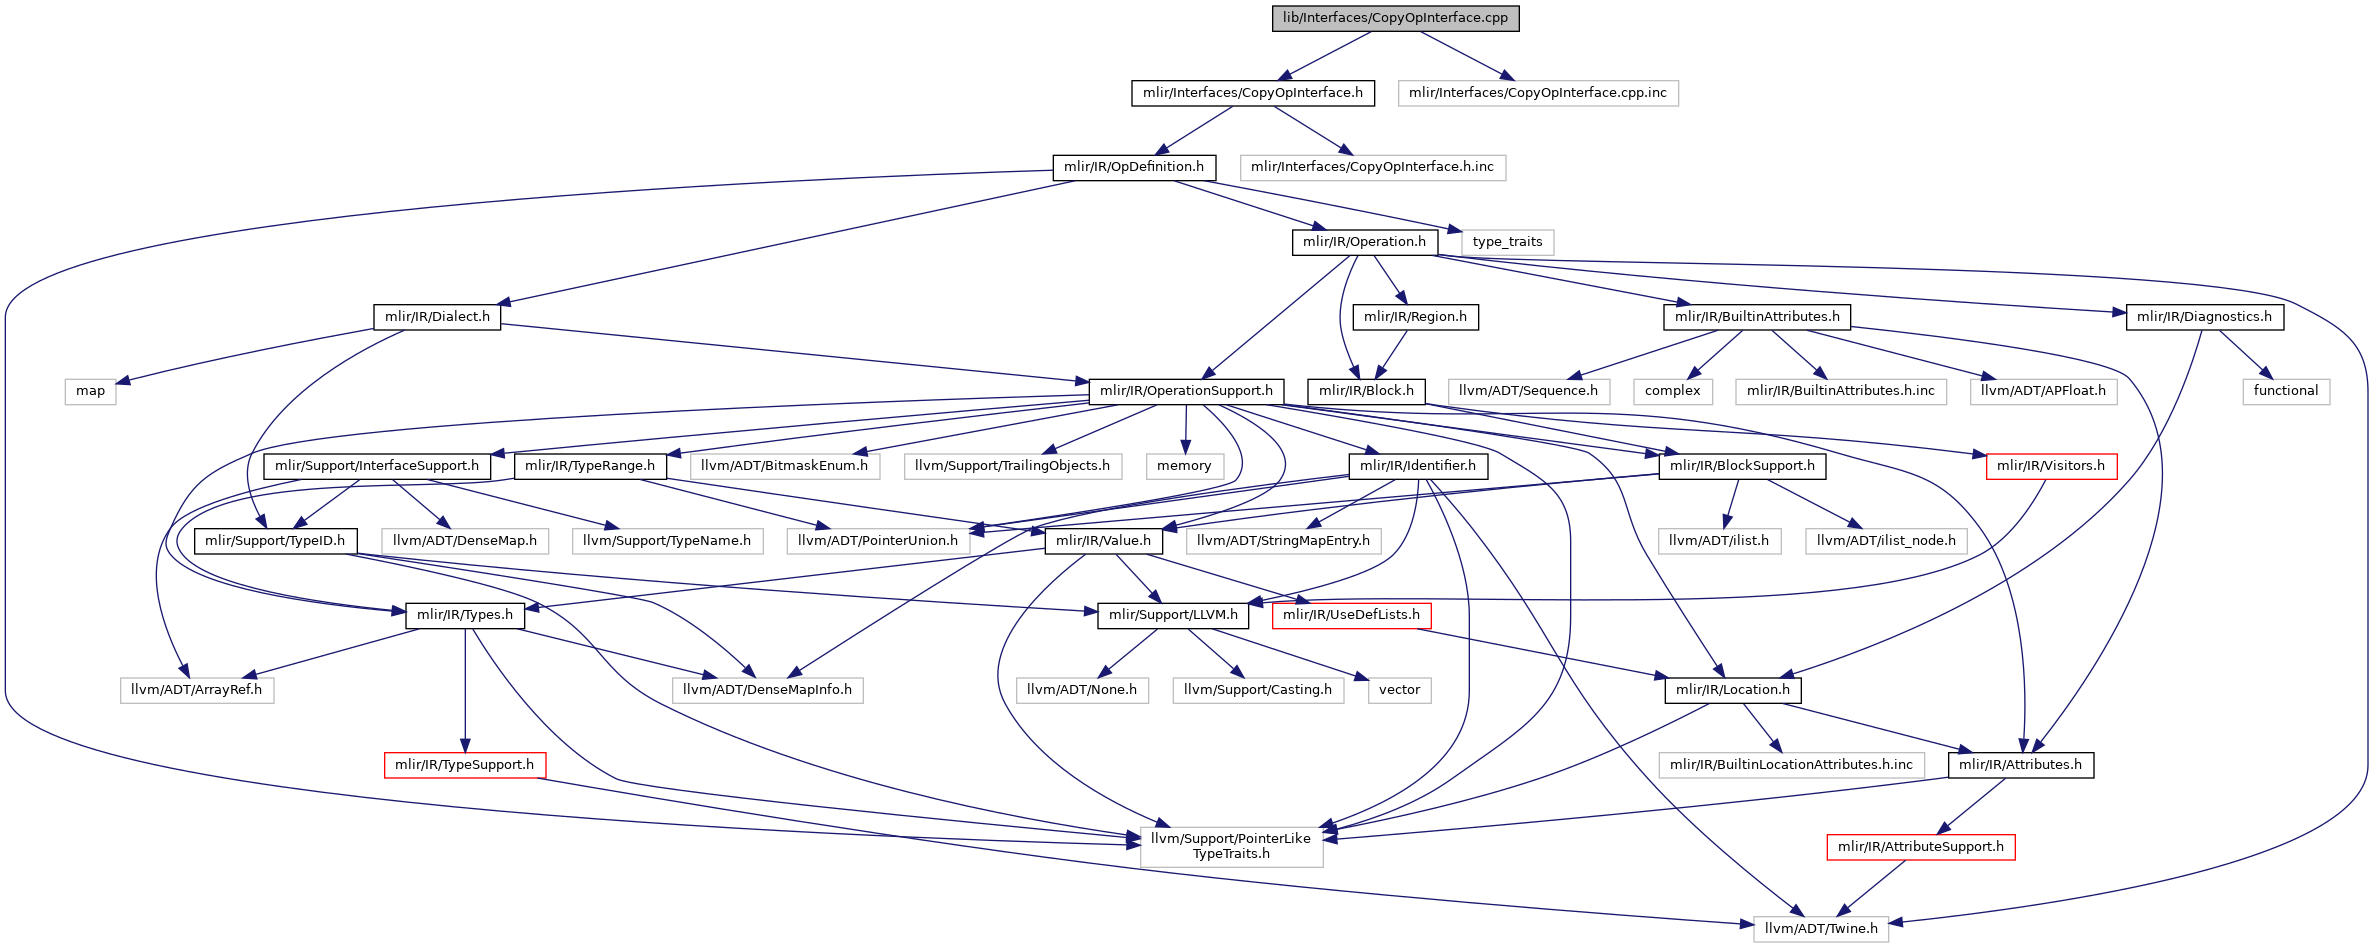 lib/Interfaces/CopyOpInterface.cpp
mlir/Interfaces/CopyOpInterface.h
mlir/Interfaces/CopyOpInterface.cpp.inc
mlir/IR/OpDefinition.h
mlir/Interfaces/CopyOpInterface.h.inc
mlir/IR/Operation.h
type_traits
mlir/IR/Dialect.h
mlir/IR/Region.h
mlir/IR/BuiltinAttributes.h
mlir/IR/Diagnostics.h
map
mlir/IR/OperationSupport.h
mlir/IR/Block.h
llvm/ADT/Sequence.h
complex
mlir/IR/BuiltinAttributes.h.inc
llvm/ADT/APFloat.h
functional
mlir/Support/InterfaceSupport.h
mlir/IR/TypeRange.h
llvm/ADT/BitmaskEnum.h
llvm/Support/TrailingObjects.h
memory
mlir/IR/Identifier.h
mlir/IR/BlockSupport.h
mlir/IR/Visitors.h
mlir/Support/TypeID.h
llvm/ADT/DenseMap.h
llvm/Support/TypeName.h
llvm/ADT/PointerUnion.h
mlir/IR/Value.h
llvm/ADT/StringMapEntry.h
llvm/ADT/ilist.h
llvm/ADT/ilist_node.h
mlir/IR/Types.h
mlir/Support/LLVM.h
mlir/IR/UseDefLists.h
llvm/ADT/ArrayRef.h
llvm/ADT/DenseMapInfo.h
llvm/ADT/None.h
llvm/Support/Casting.h
vector
mlir/IR/Location.h
mlir/IR/TypeSupport.h
mlir/IR/BuiltinLocationAttributes.h.inc
mlir/IR/Attributes.h
llvm/Support/PointerLike
TypeTraits.h
mlir/IR/AttributeSupport.h
llvm/ADT/Twine.h